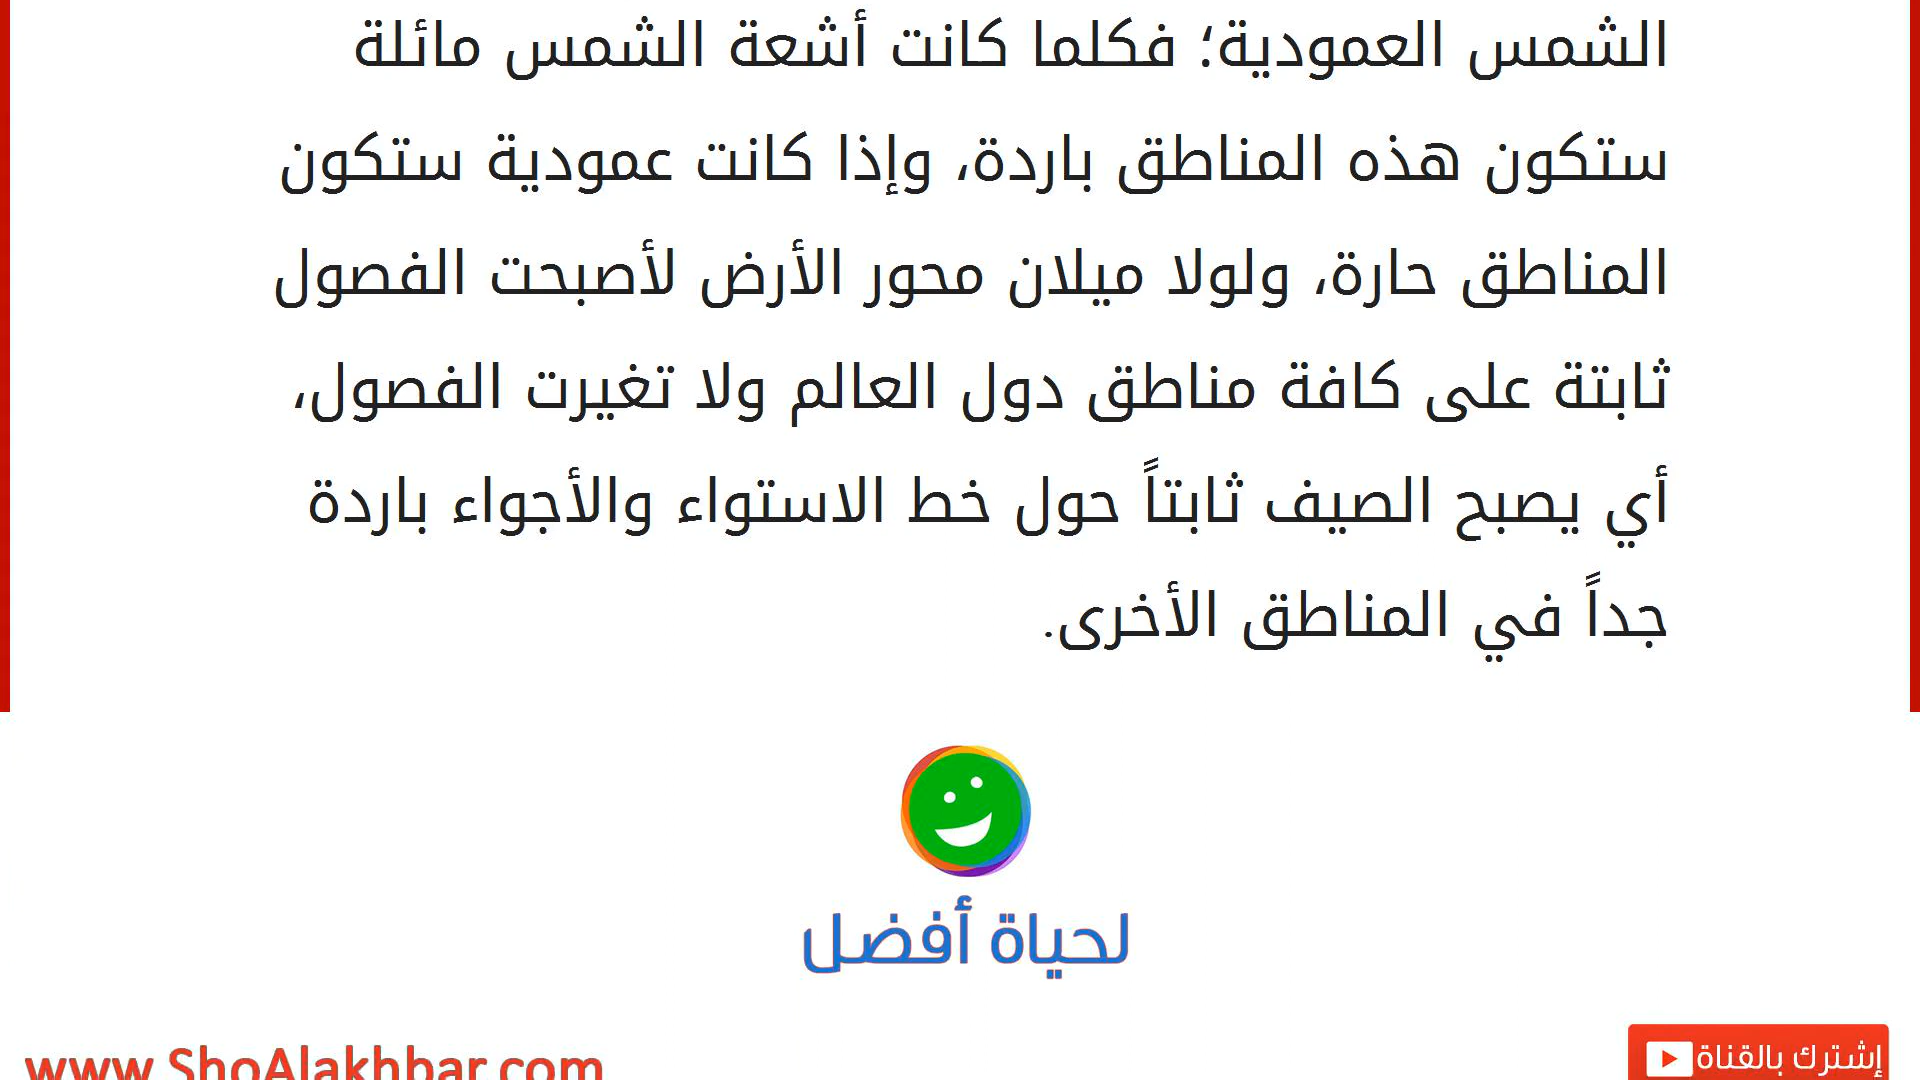 الشمس العمودية؛ فكلما كانت أشعة الشمس مائلة
ستكون هذه المناطق باردة، وإذا كانت عمودية ستكون
المناطق حارة، ولولا ميلان محور الأرض لأصبحت الفصول
ثابتة على كافة مناطق دول العالم ولا تغيرت الفصول،
أي يصبح الصيف ثابتاً حول خط الاستواء والأجواء باردة
جداً في المناطق الأخرى.
لحياة أفضل
www.ShoAlakhbar.com
إشترك بالقناة